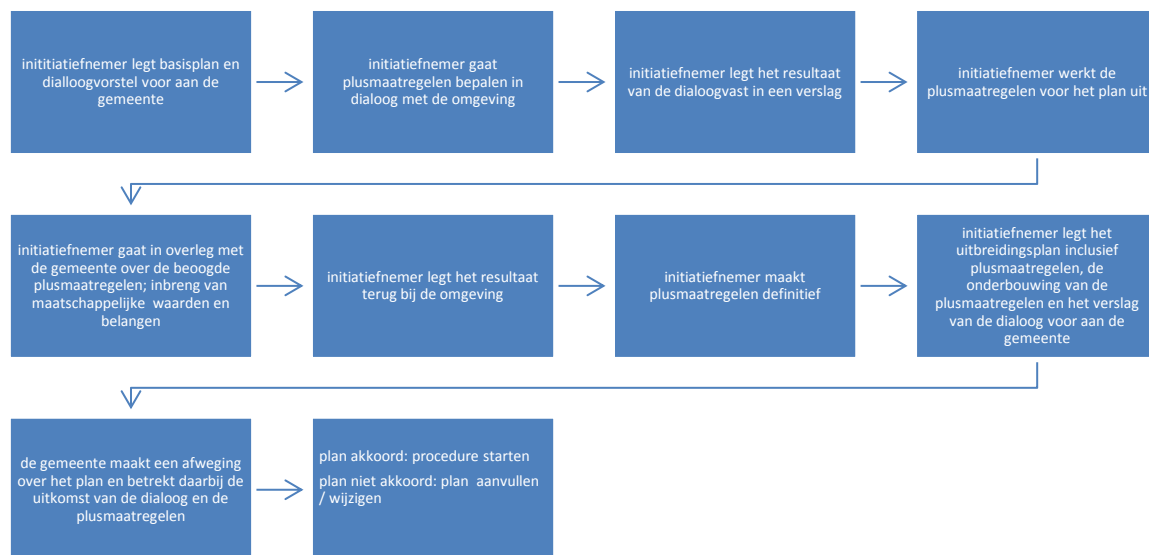 inititiatiefnemer legt basisplan en
dialloogvorstel voor aan de
gemeente
initiatiefnemer gaat
plusmaatregelen bepalen in
dialoog met de omgeving
initiatiefnemer legt het resultaat
van de dialoogvast in een verslag
initiatiefnemer werkt de
plusmaatregelen voor het plan uit
initiatiefnemer gaat in overleg met
de gemeente over de beoogde
plusmaatregelen; inbreng van
maatschappelijke waarden en
belangen
initiatiefnemer legt het resultaat
terug bij de omgeving
initiatiefnemer maakt
plusmaatregelen definitief
initiatiefnemer legt het
uitbreidingsplan inclusief
plusmaatregelen, de
onderbouwing van de
plusmaatregelen en het verslag
van de dialoog voor aan de
gemeente
de gemeente maakt een afweging
over het plan en betrekt daarbij de
uitkomst van de dialoog en de
plusmaatregelen
plan akkoord: procedure starten
plan niet akkoord: plan aanvullen
/ wijzigen